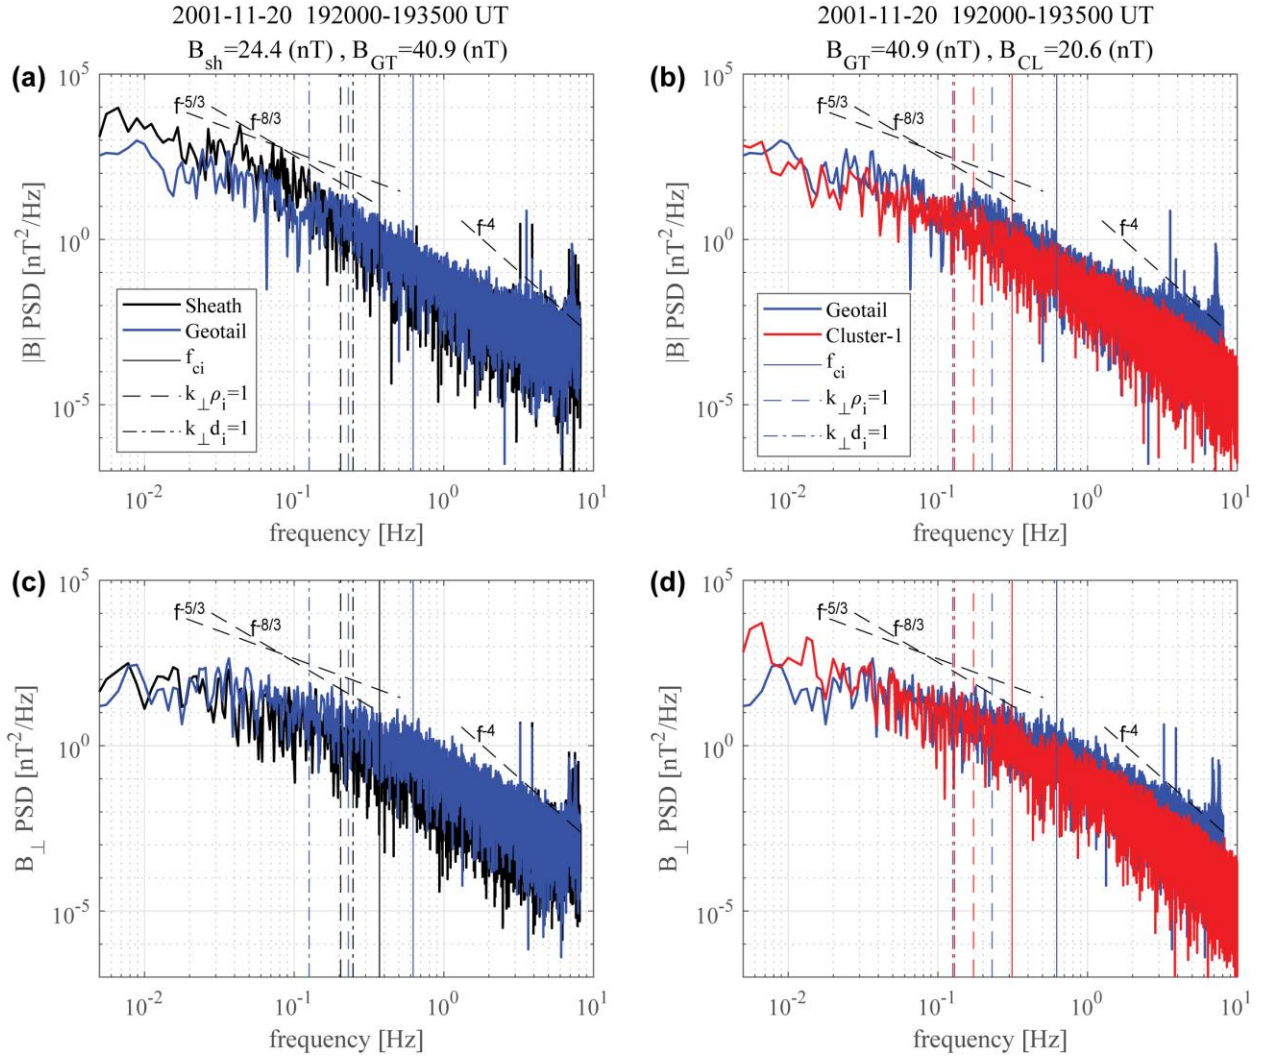 2001-11-20 192000-193500 UT
B_sh=24.4 (nT) , B_GT=40.9 (nT)
(a)
10^5
10^0
10^-5
|B| PSD [nT^2/Hz]
f^-5/3
f^-8/3
f^-4
Sheath
Geotail
f_ci
k_⊥ρ_i=1
k_⊥d_i=1
10^-2
10^-1
10^0
10^1
frequency [Hz]
2001-11-20 192000-193500 UT
B_GT=40.9 (nT) , B_CL=20.6 (nT)
(b)
10^5
10^0
10^-5
|B| PSD [nT^2/Hz]
f^-5/3
f^-8/3
f^-4
Geotail
Cluster-1
f_ci
k_⊥ρ_i=1
k_⊥d_i=1
10^-2
10^-1
10^0
10^1
frequency [Hz]
(c)
10^5
10^0
10^-5
B_⊥ PSD [nT^2/Hz]
f^-5/3
f^-8/3
f^-4
10^-2
10^-1
10^0
10^1
frequency [Hz]
(d)
10^5
10^0
10^-5
B_⊥ PSD [nT^2/Hz]
f^-5/3
f^-8/3
f^-4
10^-2
10^-1
10^0
10^1
frequency [Hz]